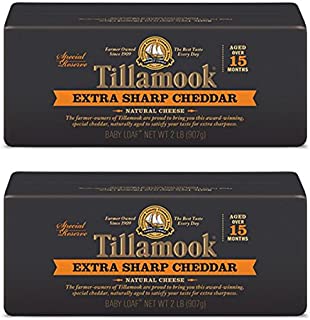 Special Reserve
Farmer Owned Since 1909
The Best Taste Every Day
AGED OVER 15 MONTHS
Tillamook
EXTRA SHARP CHEDDAR
NATURAL CHEESE
The farmer-owners of Tillamook are proud to bring you this award-winning,
special cheddar, naturally aged to satisfy your taste for extra sharpness.
BABY LOAF NET WT 2 LB (907g)
Special Reserve
Farmer Owned Since 1909
The Best Taste Every Day
AGED OVER 15 MONTHS
Tillamook
EXTRA SHARP CHEDDAR
NATURAL CHEESE
The farmer-owners of Tillamook are proud to bring you this award-winning,
special cheddar, naturally aged to satisfy your taste for extra sharpness.
BABY LOAF NET WT 2 LB (907g)